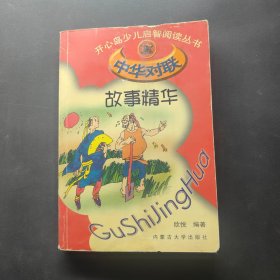 开心岛少儿启智阅读丛书
中华对联
故事精华
GuShiJingHua
欣悦 编著
内蒙古大学出版社